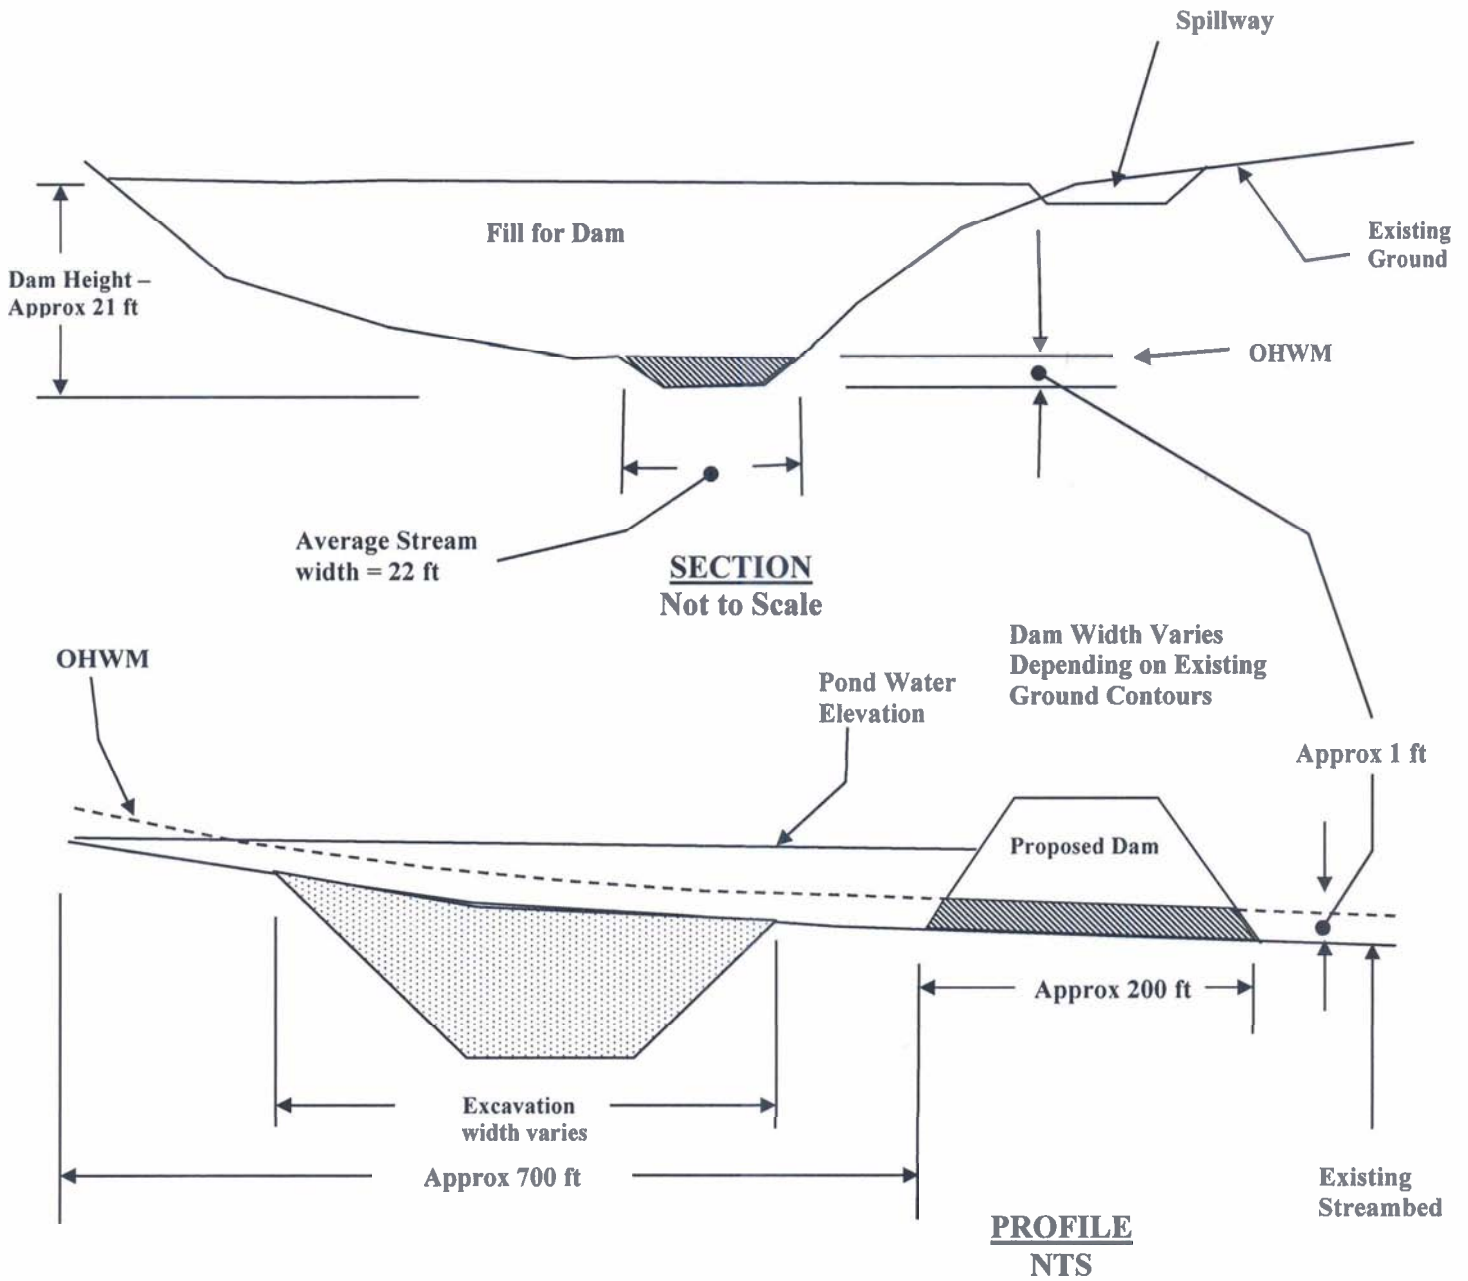 Spillway
Fill for Dam
Existing
Ground
Dam Height –
Approx 21 ft
OHWM
Average Stream
width = 22 ft
SECTION
Not to Scale
OHWM
Pond Water
Elevation
Dam Width Varies
Depending on Existing
Ground Contours
Approx 1 ft
Proposed Dam
Approx 200 ft
Excavation
width varies
Approx 700 ft
Existing
Streambed
PROFILE
NTS